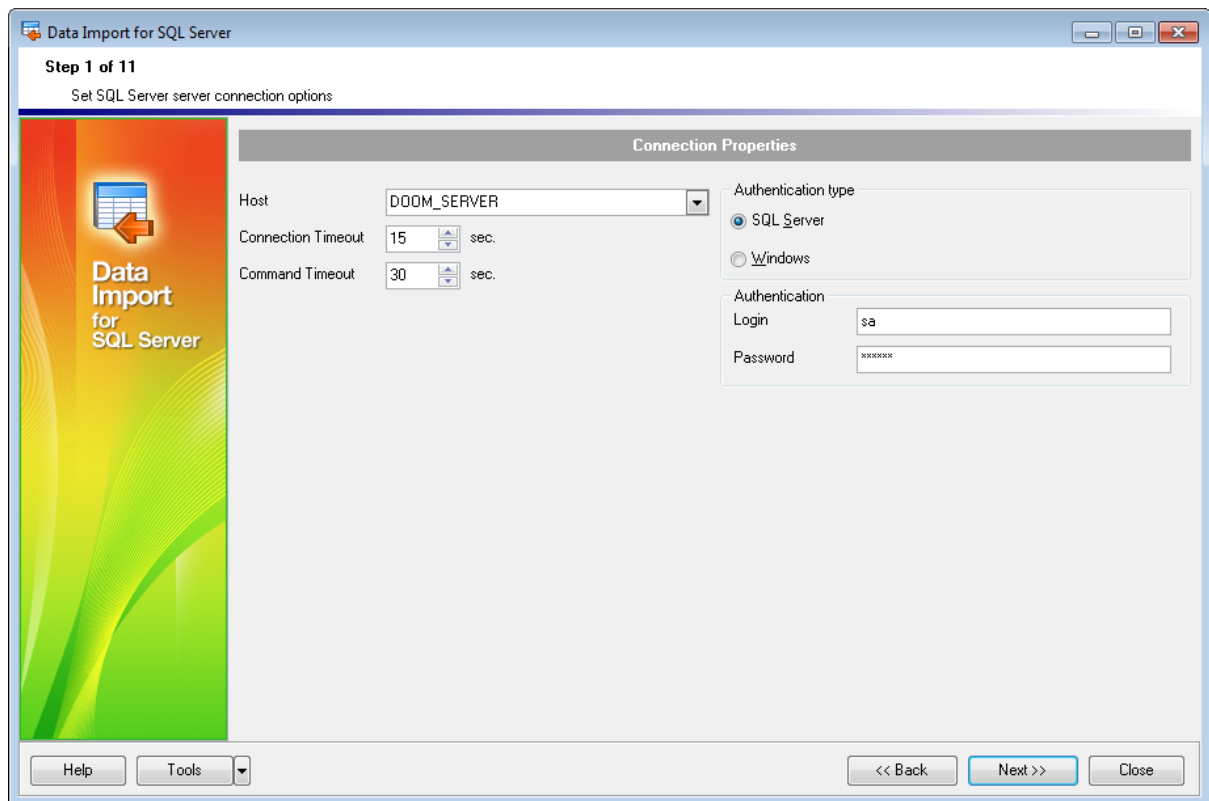 Data Import for SQL Server
Step 1 of 11
Set SQL Server server connection options
Data
Import
for
SQL Server
Connection Properties
Host
DOOM_SERVER
Connection Timeout
15
sec.
Command Timeout
30
sec.
Authentication type
SQL Server
Windows
Authentication
Login
sa
Password
******
Help
Tools
<< Back
Next >>
Close